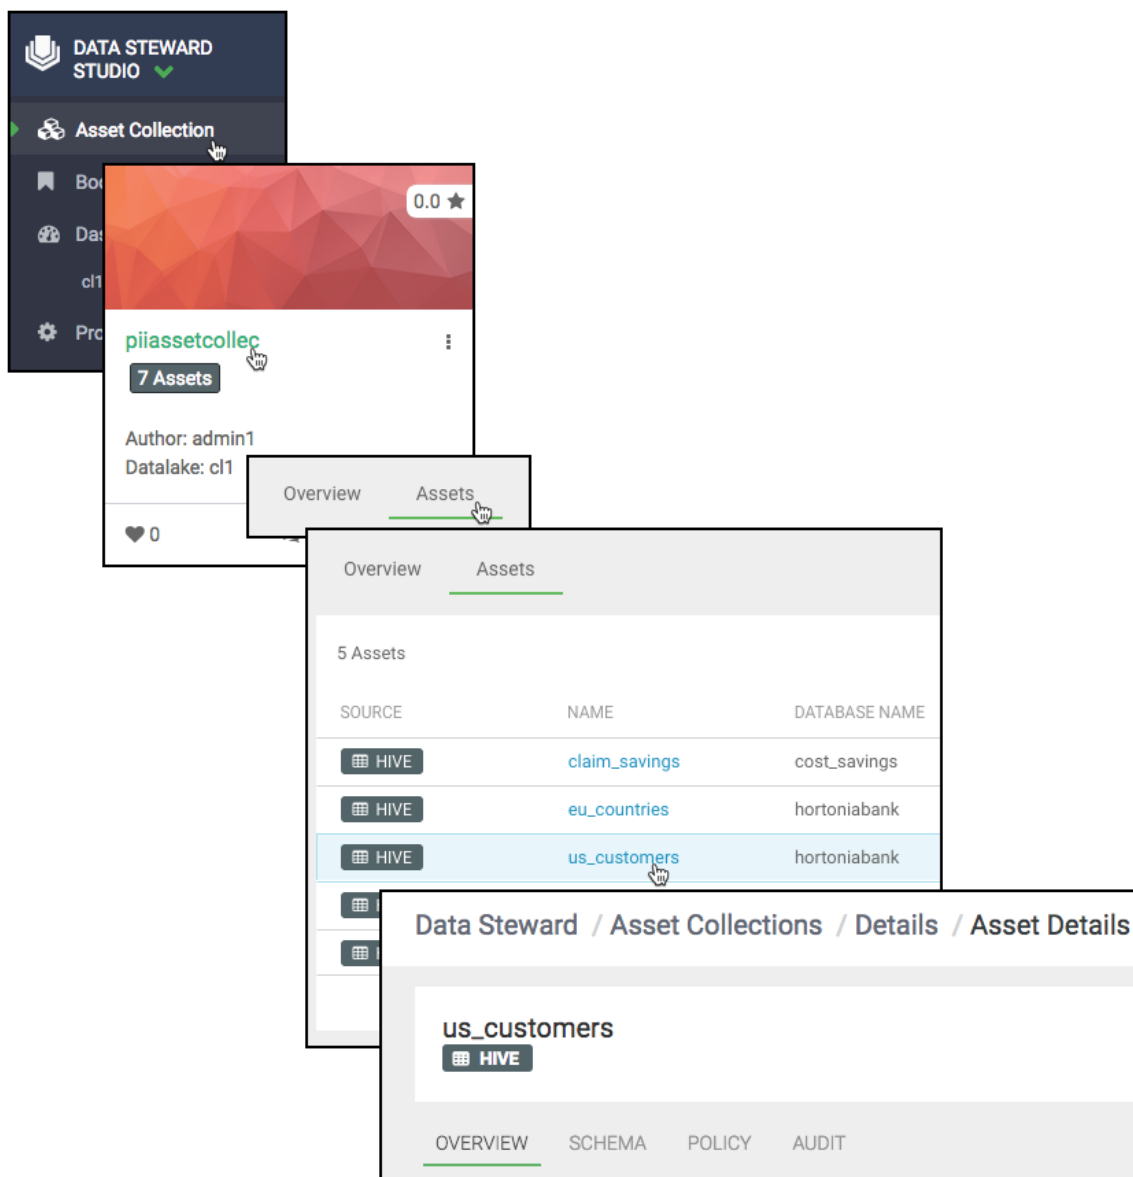 DATA STEWARD
STUDIO
Asset Collection
0.0
piiassetcollec
7 Assets
Author: admin1
Datalake: cl1
0
Overview Assets
Overview Assets
5 Assets
SOURCE NAME DATABASE NAME
HIVE claim_savings cost_savings
HIVE eu_countries hortoniabank
HIVE us_customers hortoniabank
Data Steward / Asset Collections / Details / Asset Details
us_customers
HIVE
OVERVIEW SCHEMA POLICY AUDIT